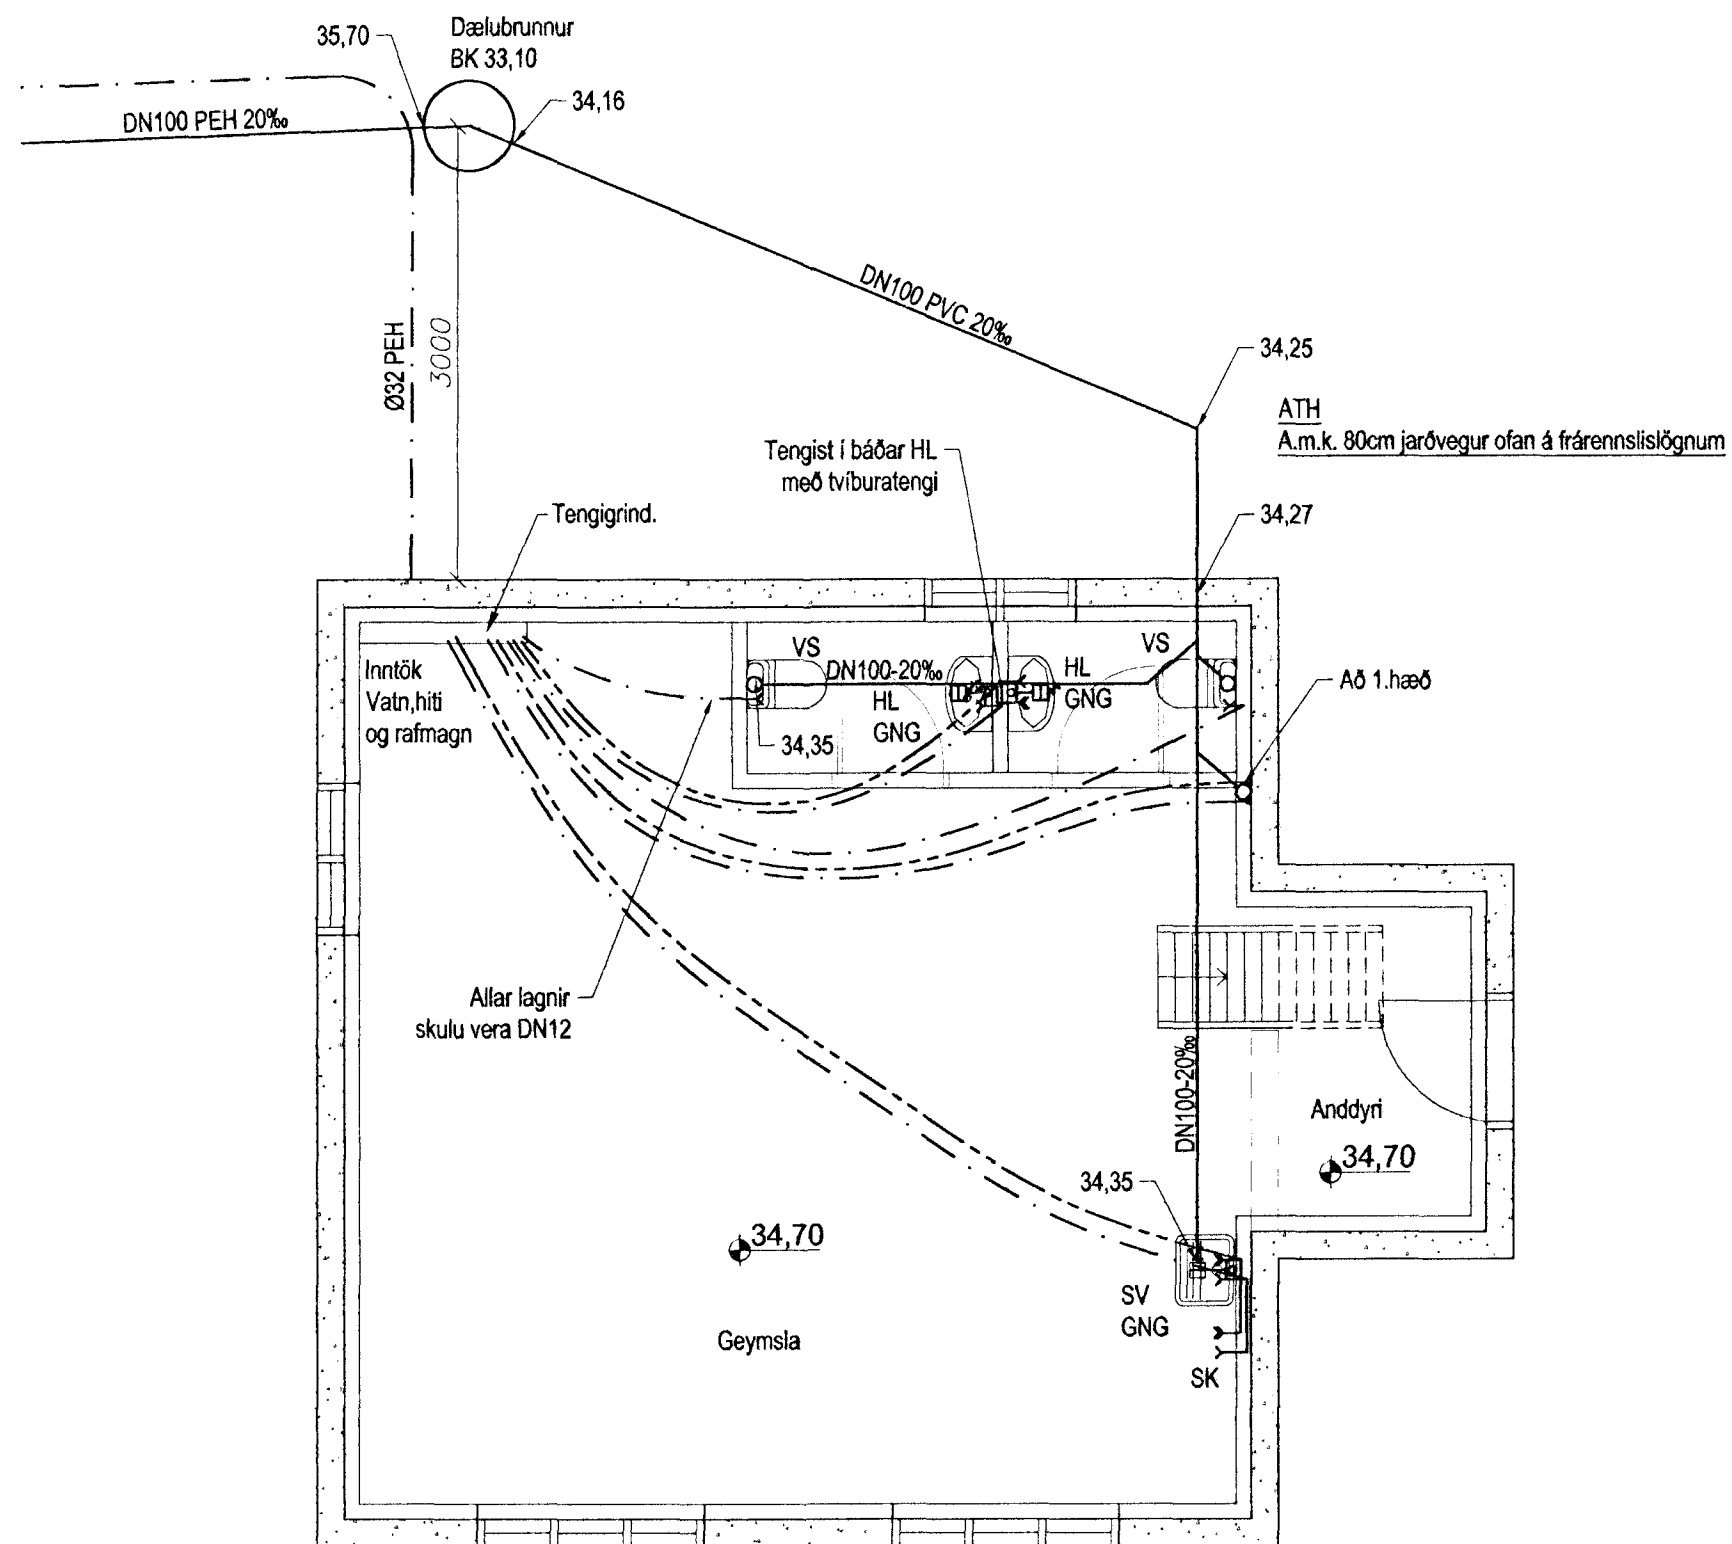 35,70
Dælubrunnur
BK 33,10
34,16
DN100 PEH 20‰
DN100 PVC 20‰
Ø32 PEH
3000
34,25
ATH
A.m.k. 80cm jarðvegur ofan á frárennslislögnum
Tengist í báðar HL
með tvíburatengi
34,27
Tengigrind.
Inntök
Vatn,hiti
og rafmagn
VS
DN100-20‰
HL
GNG
34,35
HL
GNG
VS
Að 1.hæð
Allar lagnir
skulu vera DN12
DN100-20‰
Anddyri
34,70
34,35
34,70
SV
GNG
Geymsla
SK